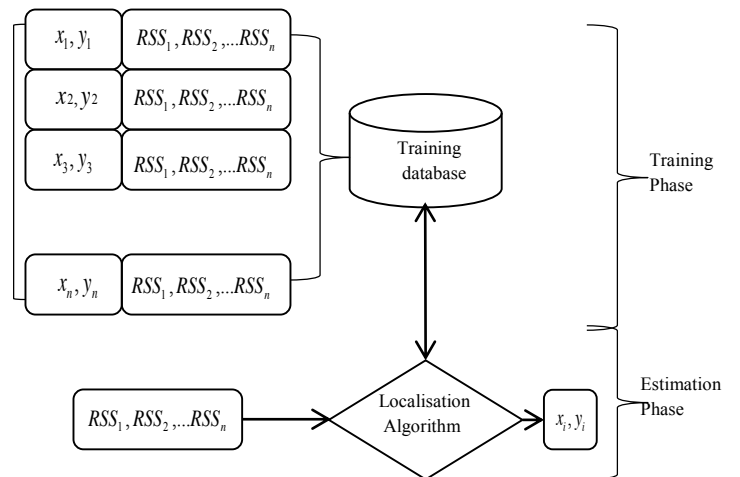 x₁, y₁ RSS₁, RSS₂,...RSSₙ
x₂, y₂ RSS₁, RSS₂,...RSSₙ
x₃, y₃ RSS₁, RSS₂,...RSSₙ
xₙ, yₙ RSS₁, RSS₂,...RSSₙ
Training
database
Training
Phase
RSS₁, RSS₂,...RSSₙ
Localisation
Algorithm
xᵢ, yᵢ
Estimation
Phase